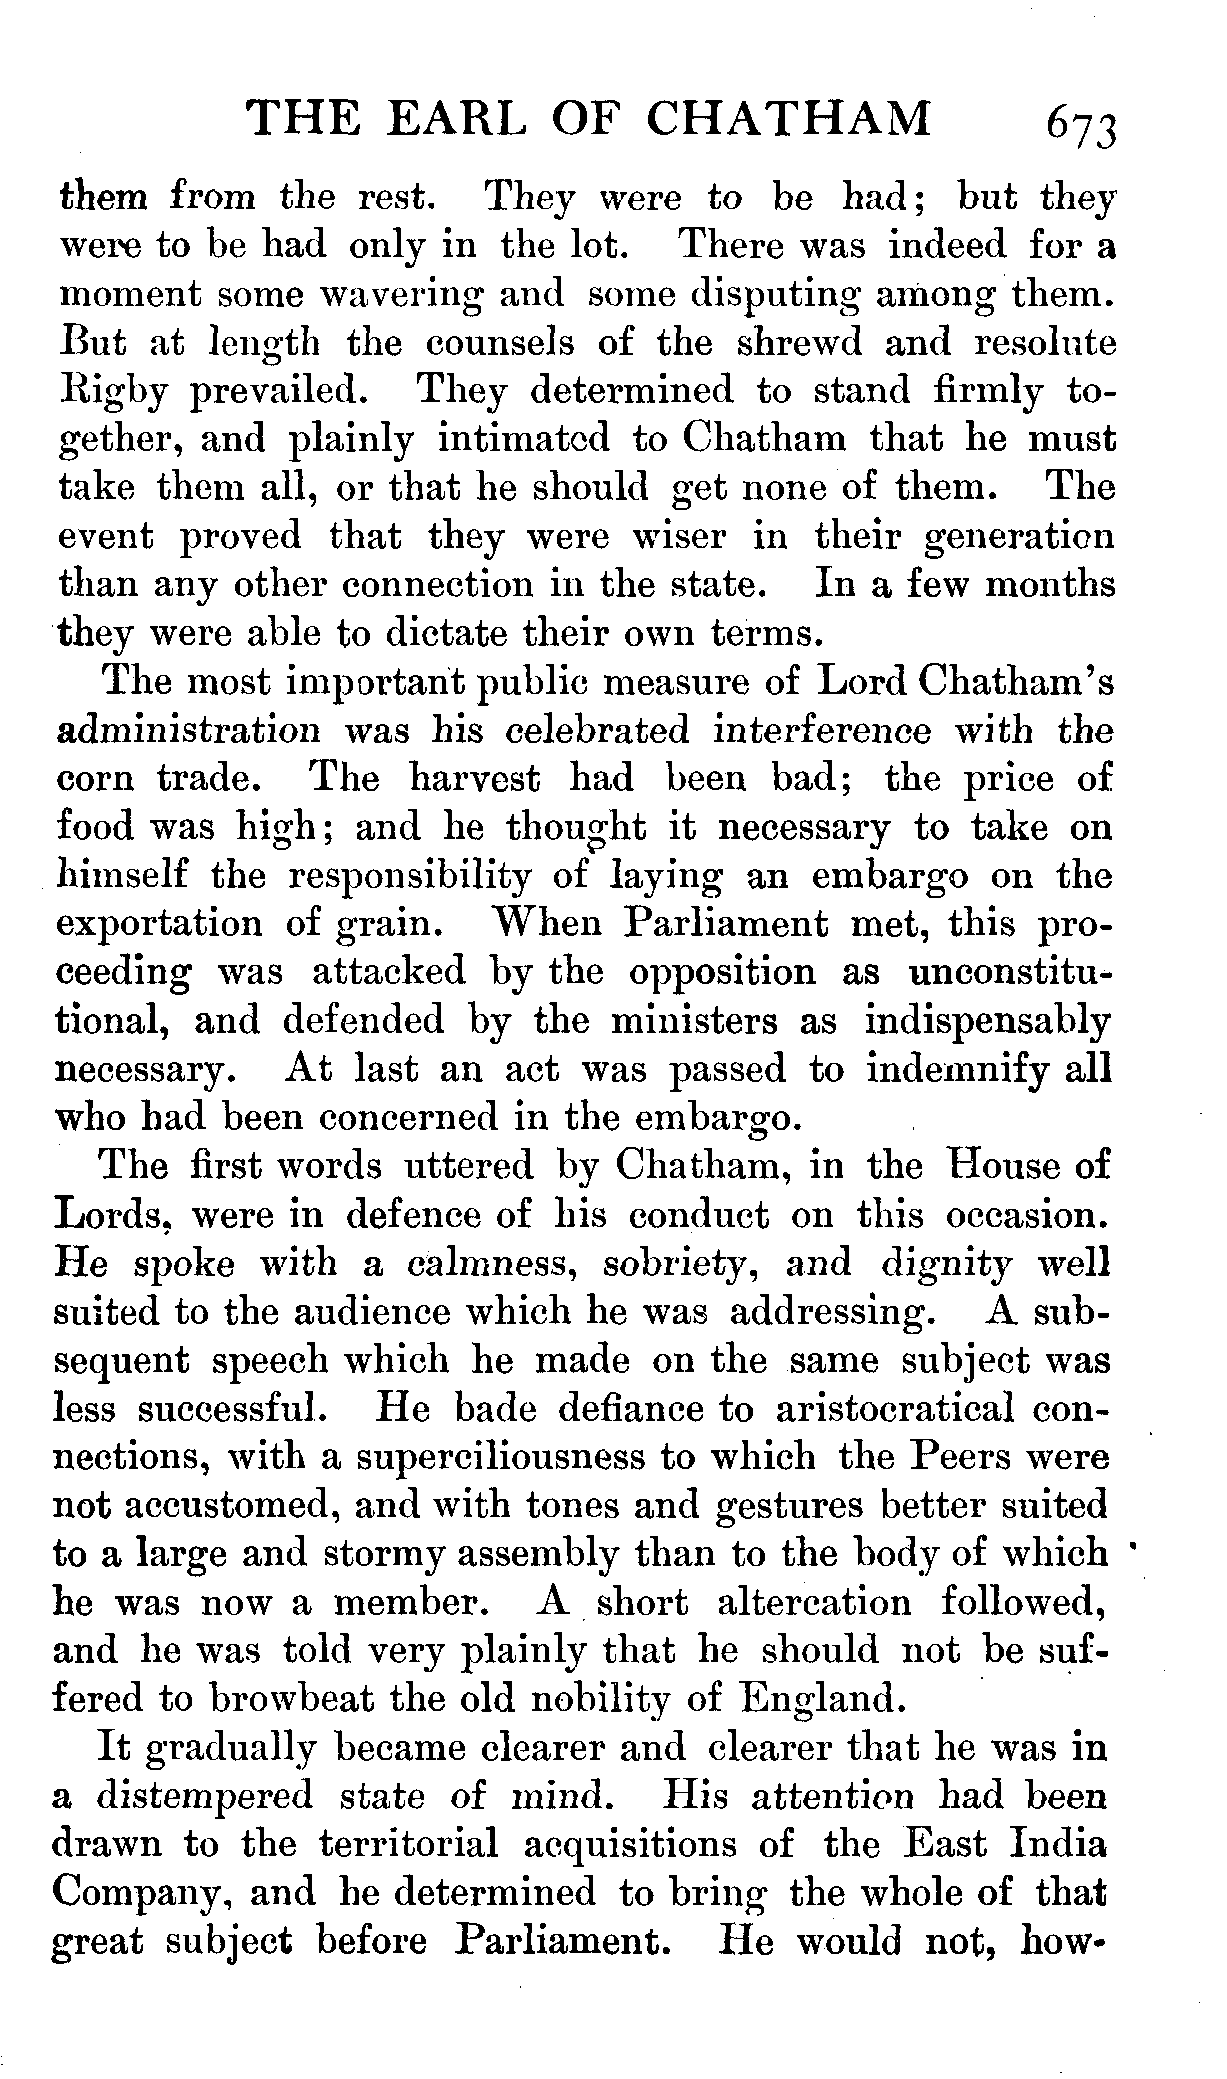 THE EARL OF CHATHAM 673
them from the rest. They were to be had; but they
were to be had only in the lot. There was indeed for a
moment some wavering and some disputing among them.
But at length the counsels of the shrewd and resolute
Rigby prevailed. They determined to stand firmly to-
gether, and plainly intimated to Chatham that he must
take them all, or that he should get none of them. The
event proved that they were wiser in their generation
than any other connection in the state. In a few months
they were able to dictate their own terms.
The most important public measure of Lord Chatham's
administration was his celebrated interference with the
corn trade. The harvest had been bad; the price of
food was high; and he thought it necessary to take on
himself the responsibility of laying an embargo on the
exportation of grain. When Parliament met, this pro-
ceeding was attacked by the opposition as unconstitu-
tional, and defended by the ministers as indispensably
necessary. At last an act was passed to indemnify all
who had been concerned in the embargo.
The first words uttered by Chatham, in the House of
Lords, were in defence of his conduct on this occasion.
He spoke with a calmness, sobriety, and dignity well
suited to the audience which he was addressing. A sub-
sequent speech which he made on the same subject was
less successful. He bade defiance to aristocratical con-
nections, with a superciliousness to which the Peers were
not accustomed, and with tones and gestures better suited
to a large and stormy assembly than to the body of which
he was now a member. A short altercation followed,
and he was told very plainly that he should not be suf-
fered to browbeat the old nobility of England.
It gradually became clearer and clearer that he was in
a distempered state of mind. His attention had been
drawn to the territorial acquisitions of the East India
Company, and he determined to bring the whole of that
great subject before Parliament. He would not, how-